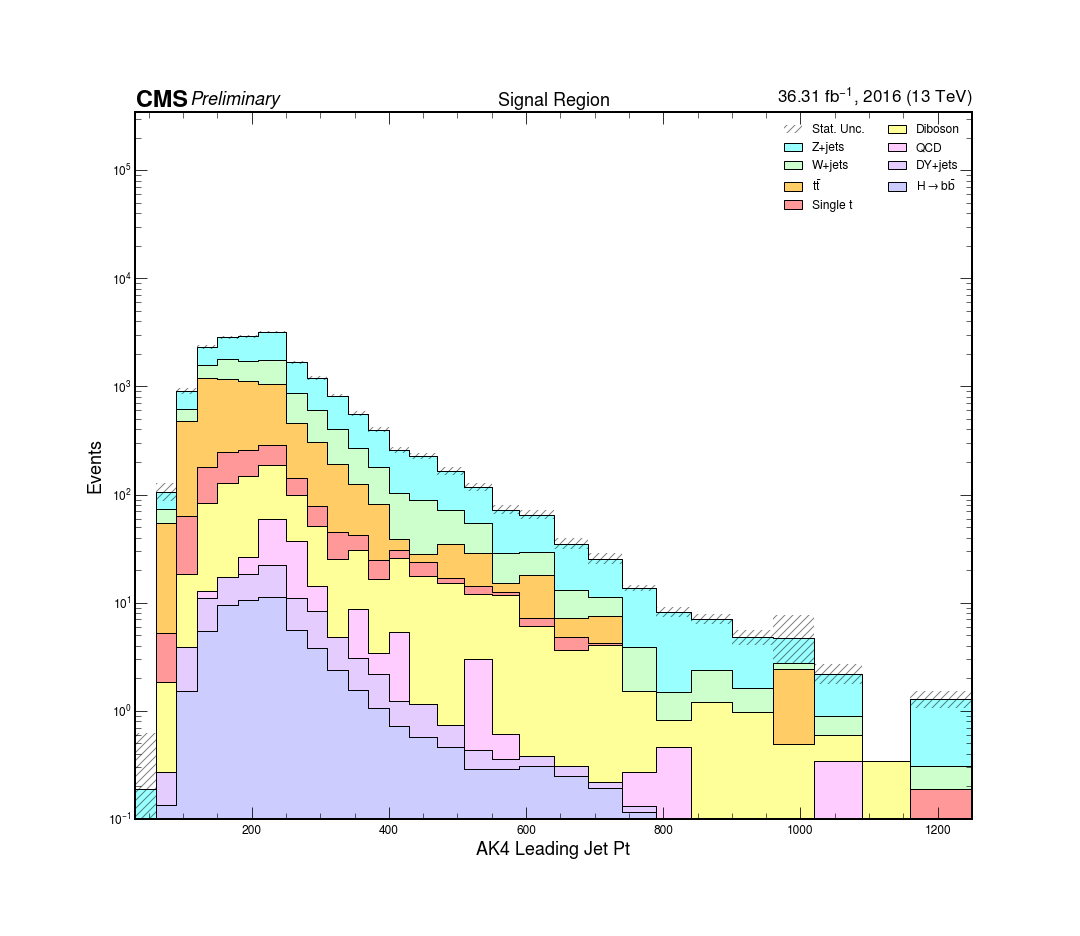 CMS Preliminary Signal Region 36.31 fb⁻¹, 2016 (13 TeV)
Stat. Unc. Diboson
Z+jets QCD
W+jets DY+jets
tt̄ H→bb̄
Single t
10⁵
10⁴
10³
10²
10¹
10⁰
10⁻¹
Events
200 400 600 800 1000 1200
AK4 Leading Jet Pt